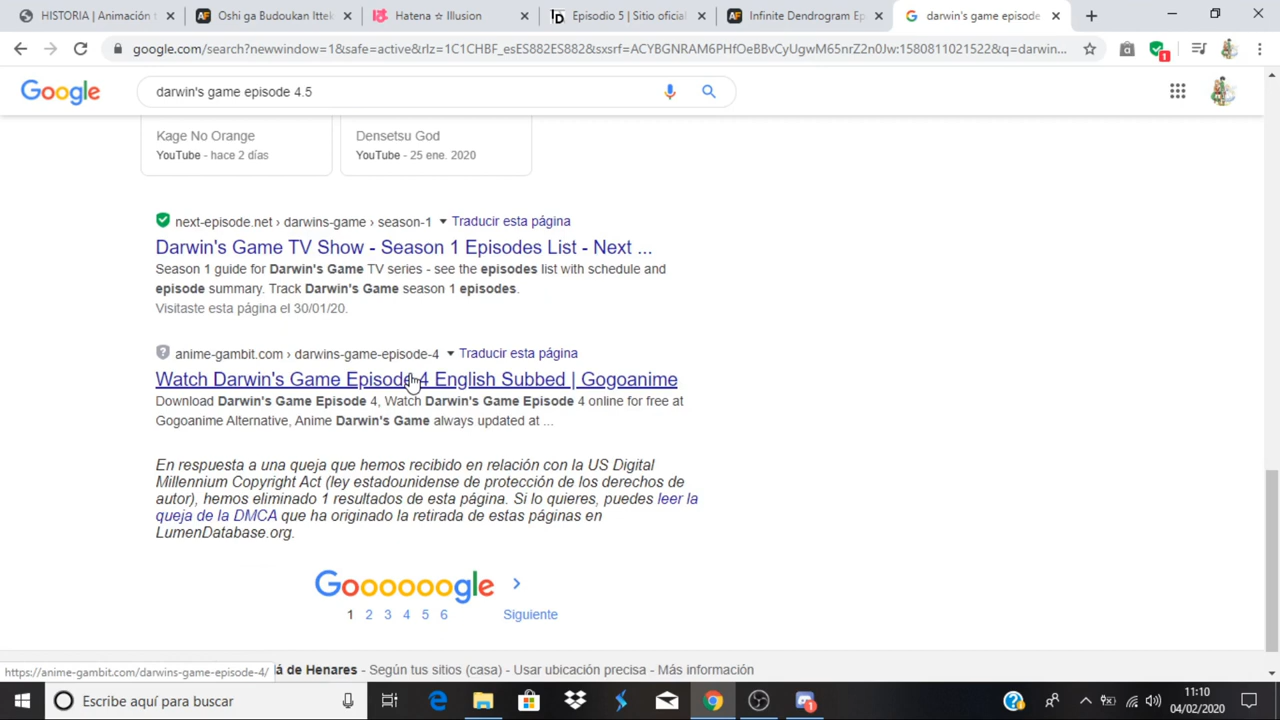 HISTORIA | Animación t
Oshi ga Budoukan Ittek
Hatena ☆ Illusion
Episodio 5 | Sitio oficial
Infinite Dendrogram Ep
darwin's game episode
google.com/search?newwindow=1&safe=active&rlz=1C1CHBF_esES882ES882&sxsrf=ACYBGNRAM6PHfOeBBvCyUgwM65nrZ2n0Jw:1580811021522&q=darwin...
1
Google
darwin's game episode 4.5
Kage No Orange
YouTube - hace 2 días
Densetsu God
YouTube - 25 ene. 2020
next-episode.net › darwins-game › season-1 ▾ Traducir esta página
Darwin's Game TV Show - Season 1 Episodes List - Next ...
Season 1 guide for Darwin's Game TV series - see the episodes list with schedule and
episode summary. Track Darwin's Game season 1 episodes.
Visitaste esta página el 30/01/20.
anime-gambit.com › darwins-game-episode-4 ▾ Traducir esta página
Watch Darwin's Game Episode 4 English Subbed | Gogoanime
Download Darwin's Game Episode 4, Watch Darwin's Game Episode 4 online for free at
Gogoanime Alternative, Anime Darwin's Game always updated at ...
En respuesta a una queja que hemos recibido en relación con la US Digital
Millennium Copyright Act (ley estadounidense de protección de los derechos de
autor), hemos eliminado 1 resultados de esta página. Si lo quieres, puedes leer la
queja de la DMCA que ha originado la retirada de estas páginas en
LumenDatabase.org.
Goooooogle
1 2 3 4 5 6 Siguiente
https://anime-gambit.com/darwins-game-episode-4/
á de Henares - Según tus sitios (casa) - Usar ubicación precisa - Más información
Escribe aquí para buscar
11:10
04/02/2020